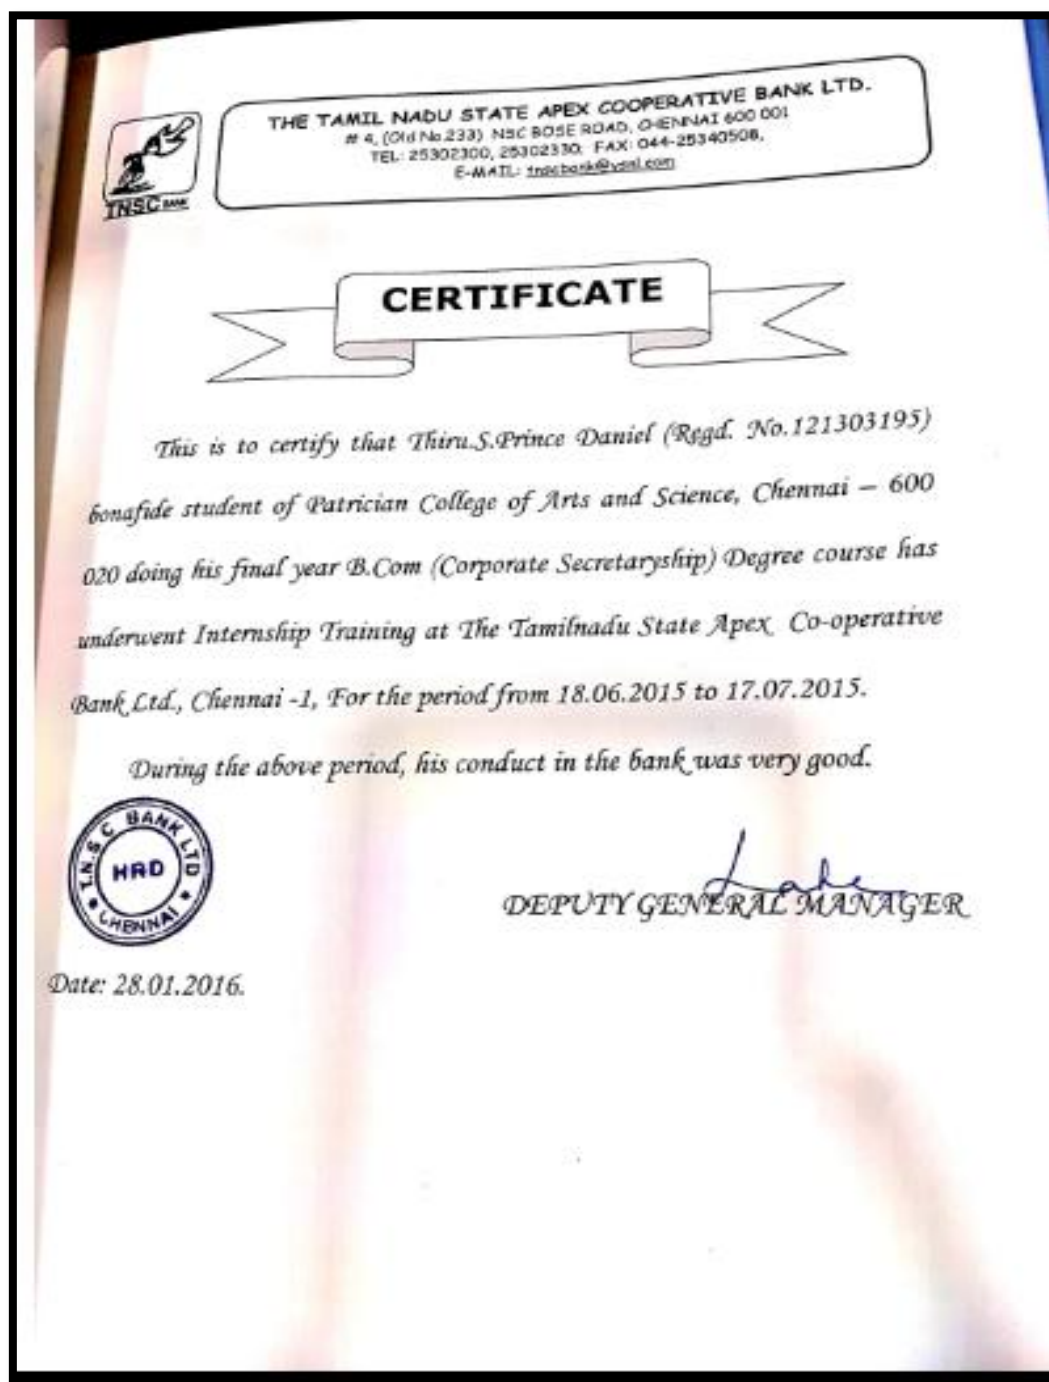 THE TAMIL NADU STATE APEX COOPERATIVE BANK LTD.
# 4, (Old No.233) NSC BOSE ROAD, CHENNAI 600 001
TEL: 25302300, 25302330; FAX: 044-25340508,
E-MAIL: tnscbank@vsnl.com
TNSC BANK
CERTIFICATE
This is to certify that Thiru.S.Prince Daniel (Regd. No.121303195)
bonafide student of Patrician College of Arts and Science, Chennai – 600
020 doing his final year B.Com (Corporate Secretaryship) Degree course has
underwent Internship Training at The Tamilnadu State Apex Co-operative
Bank Ltd., Chennai -1, For the period from 18.06.2015 to 17.07.2015.
During the above period, his conduct in the bank was very good.
T.N.S.C BANK LTD
HRD
CHENNAI
DEPUTY GENERAL MANAGER
Date: 28.01.2016.